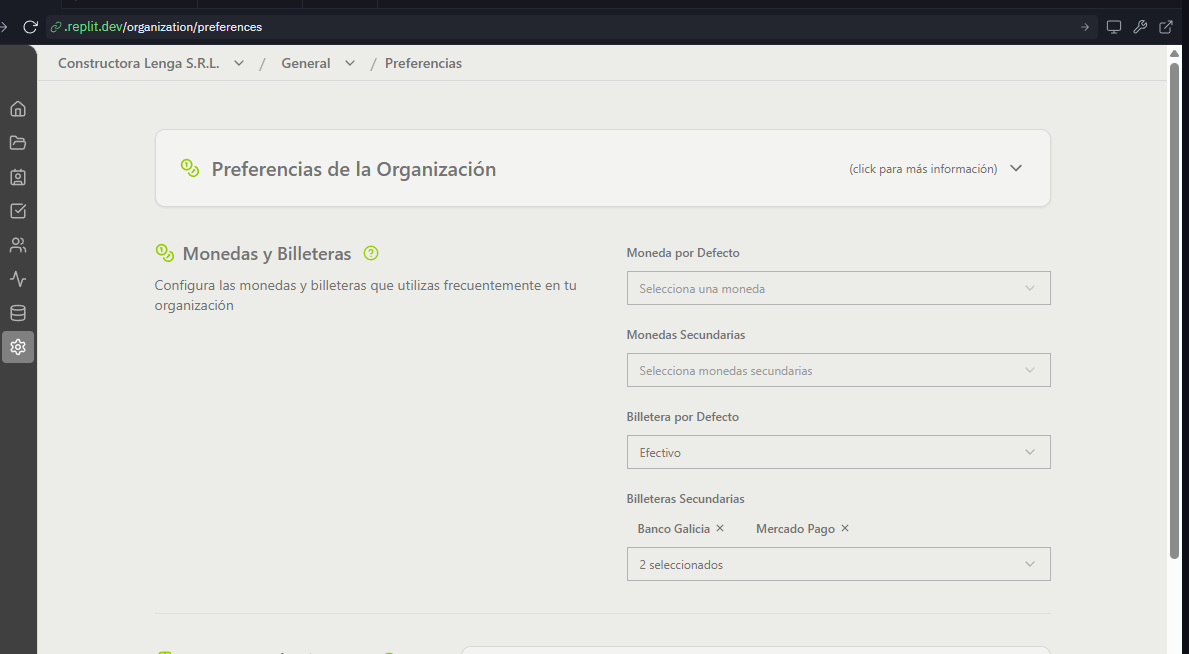 .replit.dev/organization/preferences
Constructora Lenga S.R.L. / General / Preferencias
Preferencias de la Organización
(click para más información)
Monedas y Billeteras
Configura las monedas y billeteras que utilizas frecuentemente en tu
organización
Moneda por Defecto
Selecciona una moneda
Monedas Secundarias
Selecciona monedas secundarias
Billetera por Defecto
Efectivo
Billeteras Secundarias
Banco Galicia × Mercado Pago ×
2 seleccionados